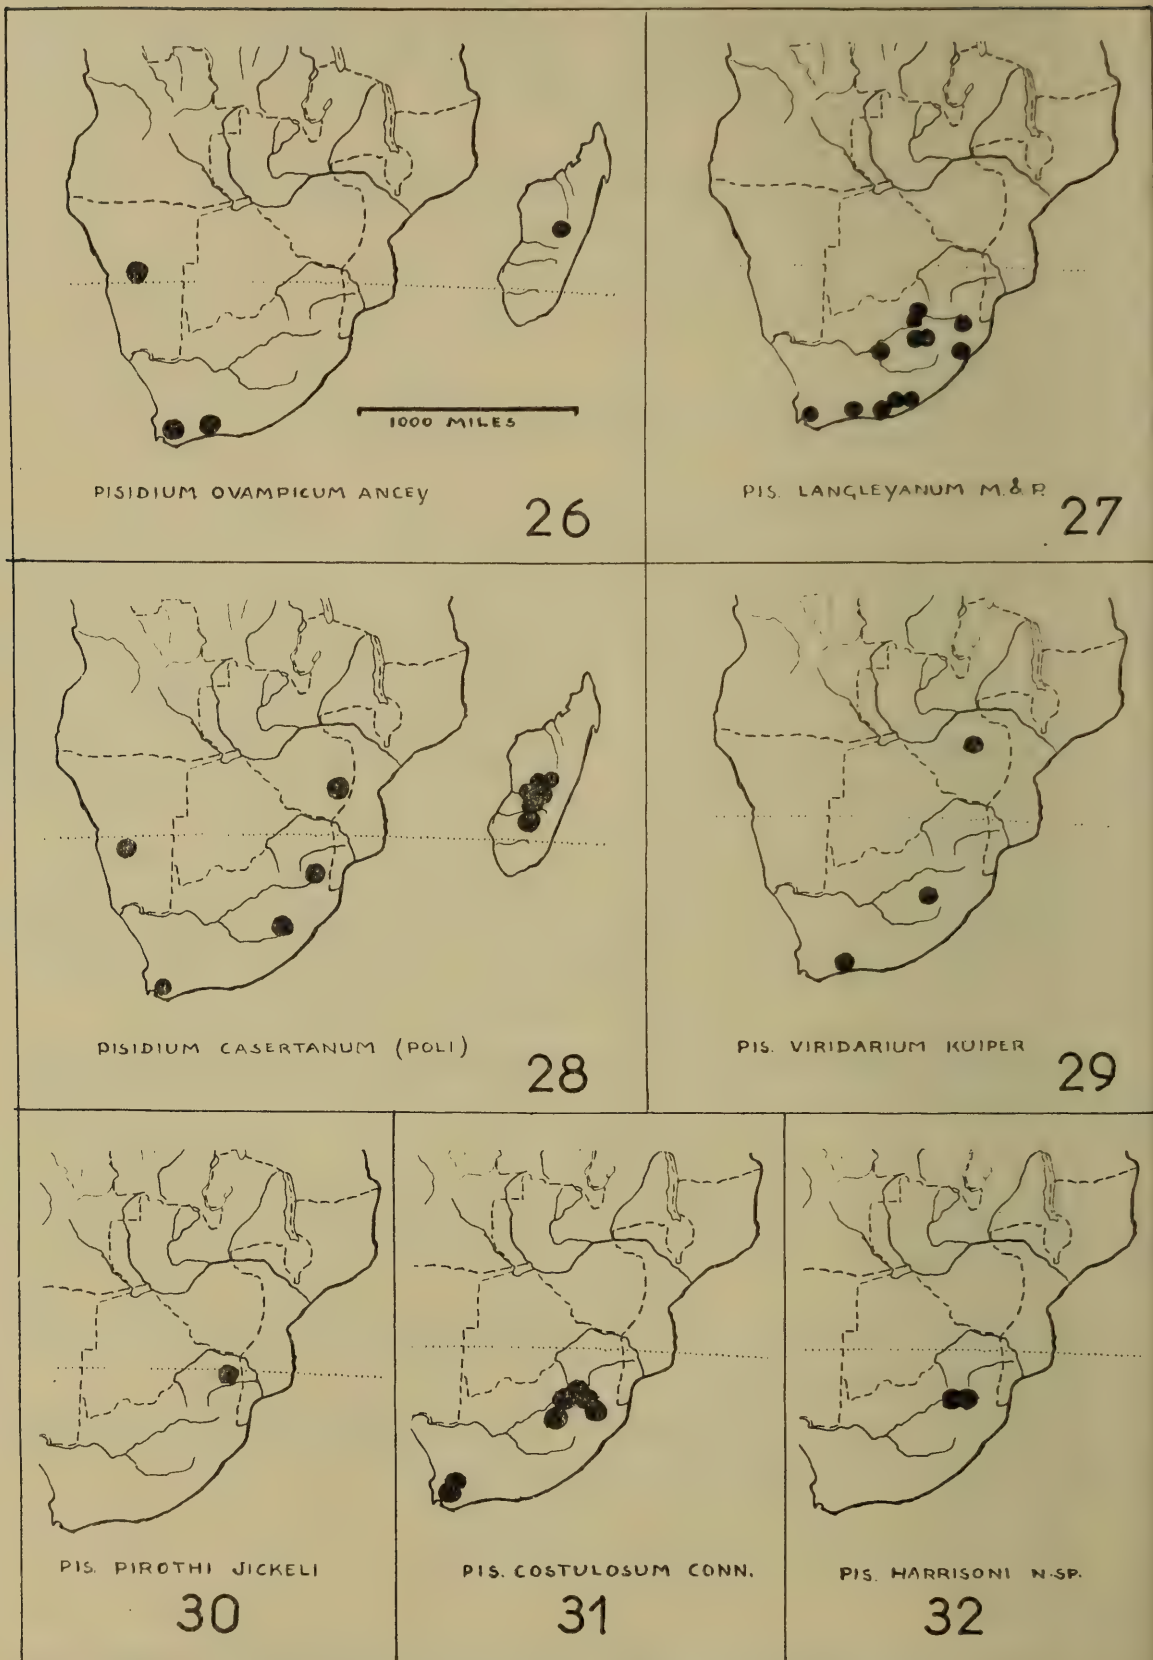 1000 MILES
PISIDIUM OVAMPICUM ANCEY
26
PIS. LANGLEYANUM M. & P.
27
PISIDIUM CASERTANUM (POLI)
28
PIS. VIRIDARIUM KUIPER
29
PIS. PIROTHI JICKELI
30
PIS. COSTULOSUM CONN.
31
PIS. HARRISONI N.SP.
32